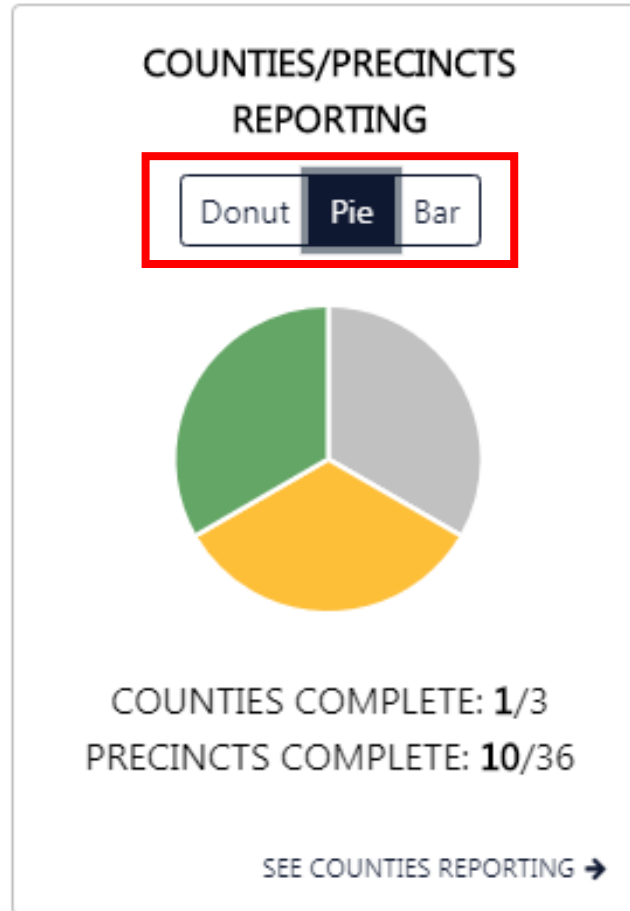 COUNTIES/PRECINCTS
REPORTING
Donut Pie Bar
COUNTIES COMPLETE: 1/3
PRECINCTS COMPLETE: 10/36
SEE COUNTIES REPORTING →